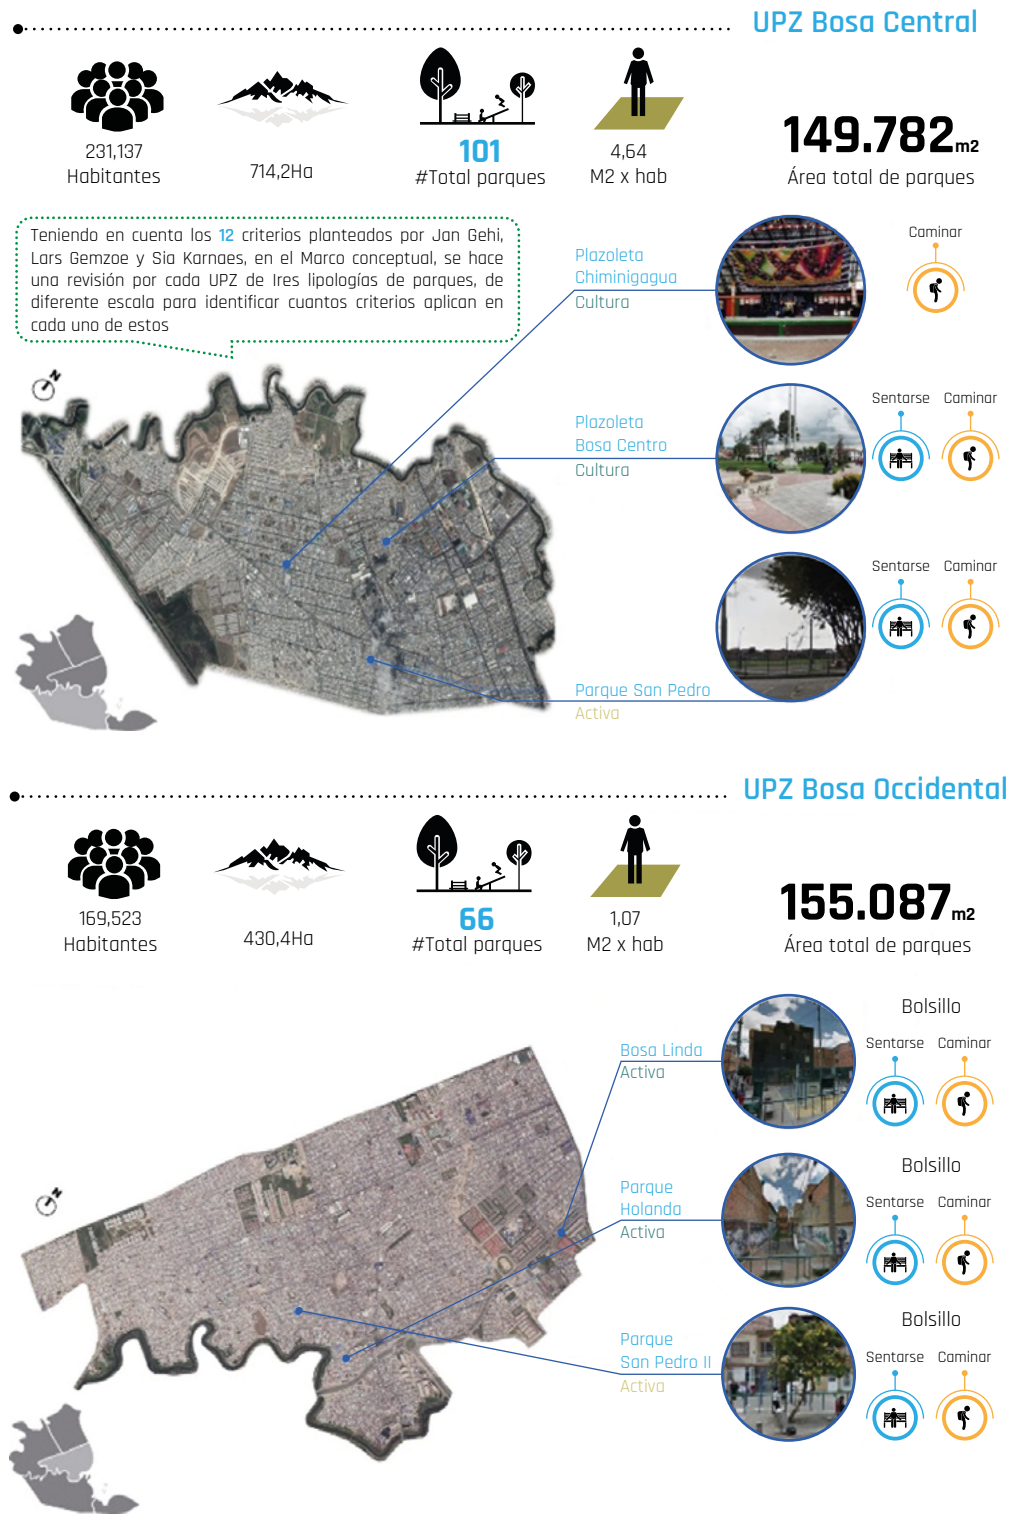 UPZ Bosa Central
231,137
Habitantes
714,2Ha
101
#Total parques
4,64
M2 x hab
149.782m2
Área total de parques
Teniendo en cuenta los 12 criterios planteados por Jan Gehi,
Lars Gemzoe y Sia Karnaes, en el Marco conceptual, se hace
una revisión por cada UPZ de Ires lipologías de parques, de
diferente escala para identificar cuantos criterios aplican en
cada uno de estos
Plazoleta
Chiminigagua
Cultura
Caminar
N
Plazoleta
Bosa Centro
Cultura
Sentarse Caminar
Sentarse Caminar
Parque San Pedro
Activa
UPZ Bosa Occidental
169,523
Habitantes
430,4Ha
66
#Total parques
1,07
M2 x hab
155.087m2
Área total de parques
Bosa Linda
Activa
Bolsillo
Sentarse Caminar
N
Parque
Holanda
Activa
Bolsillo
Sentarse Caminar
Parque
San Pedro II
Activa
Bolsillo
Sentarse Caminar